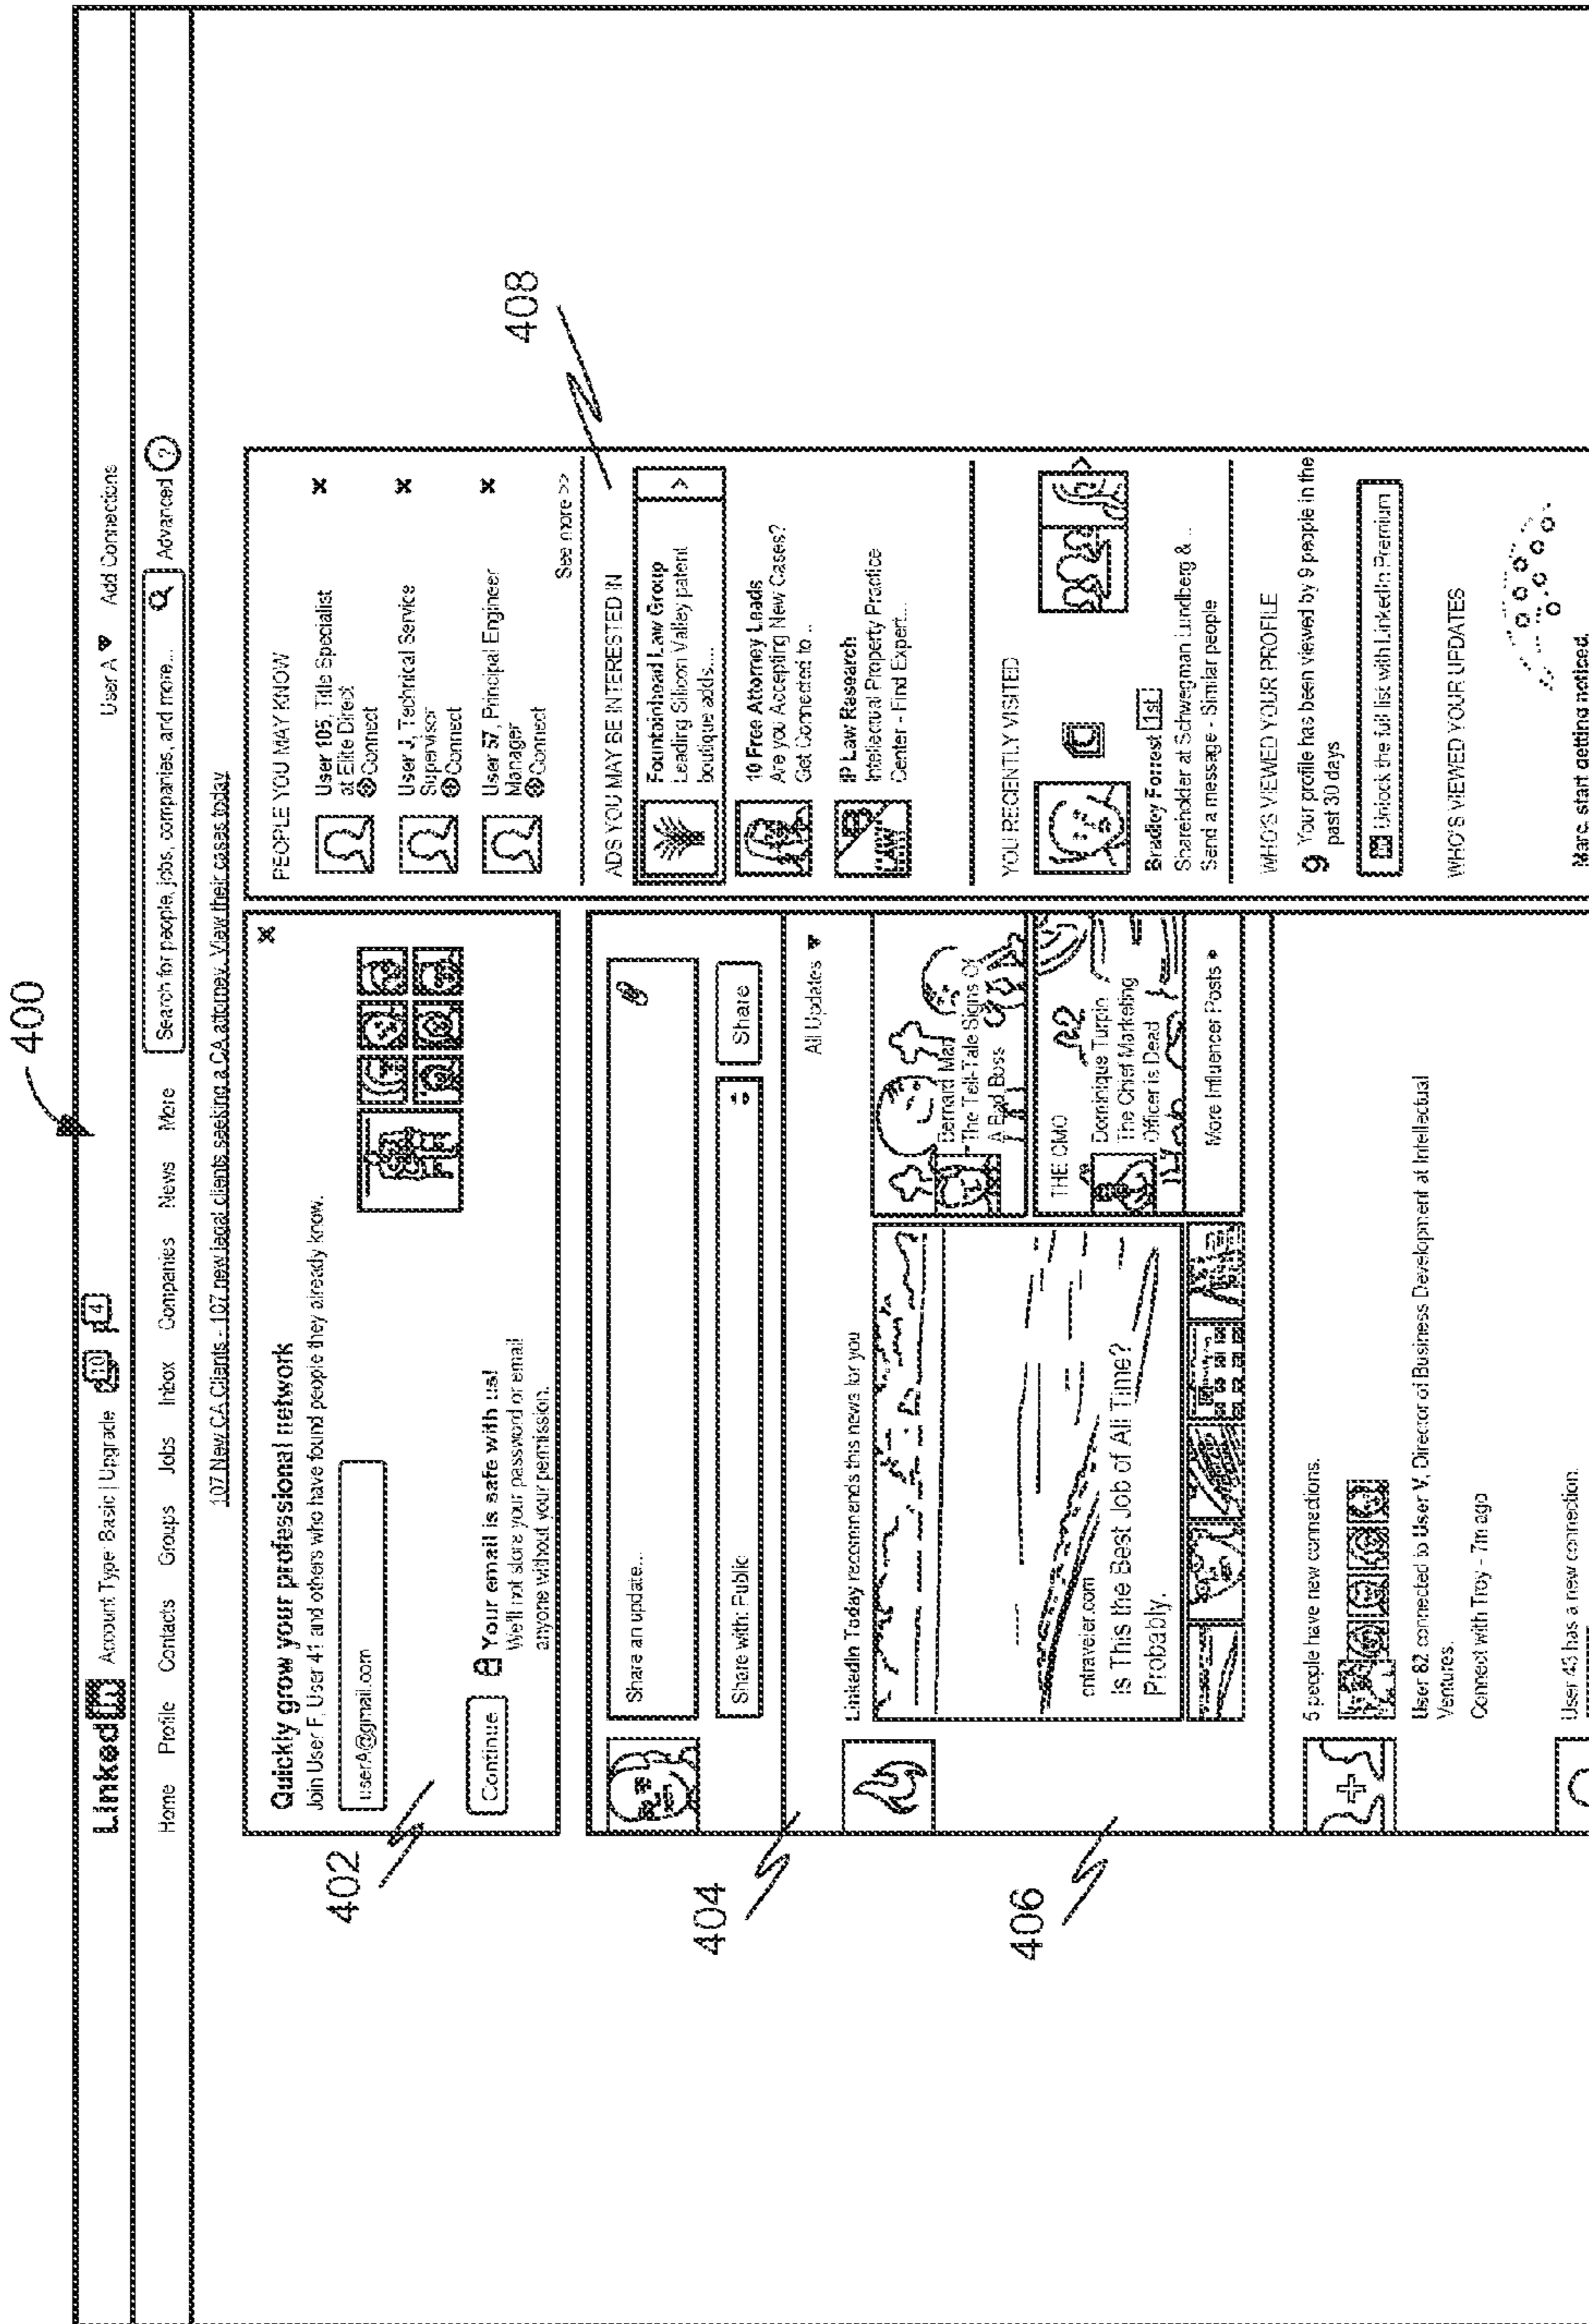 400
Linked in Account Type: Basic | Upgrade 10 4 User A Add Connections
Home Profile Contacts Groups Jobs Inbox Companies News More Search for people, jobs, companies, and more... Advanced ?
107 New CA Clients - 107 new legal clients seeking a CA attorney. View their cases today
402
Quickly grow your professional network
Join User F, User 41 and others who have found people they already know.
userA@gmail.com
Continue
Your email is safe with us!
We'll not store your password or email
anyone without your permission.
404
Share an update...
Share with: Public
Share
All Updates
406
LinkedIn Today recommends this news for you
cntraveler.com
Is This the Best Job of All Time?
Probably.
Bernard Marr
The Tell-Tale Signs Of
A Bad Boss
THE CMO
Dominique Turpin
The Chief Marketing
Officer is Dead
More Influencer Posts
5 people have new connections.
User 82 connected to User V, Director of Business Development at Intellectual
Ventures.
Connect with Troy - 7m ago
User 43 has a new connection.
PEOPLE YOU MAY KNOW
User 105, Title Specialist
at Elite Direct
Connect
User J, Technical Service
Supervisor
Connect
User 57, Principal Engineer
Manager
Connect
See more >>
408
ADS YOU MAY BE INTERESTED IN
Fountainhead Law Group
Leading Silicon Valley patent
boutique adds....
10 Free Attorney Leads
Are you Accepting New Cases?
Get Connected to...
IP Law Research
Intellectual Property Practice
Center - Find Expert...
IP LAW
YOU RECIENTLY VISITED
Bradley Forrest 1st
Shareholder at Schwegman Lundberg & ...
Send a message - Similar people
WHO'S VIEWED YOUR PROFILE
9 Your profile has been viewed by 9 people in the
past 30 days
in Unlock the full list with LinkedIn Premium
WHO'S VIEWED YOUR UPDATES
Marc, start getting noticed.